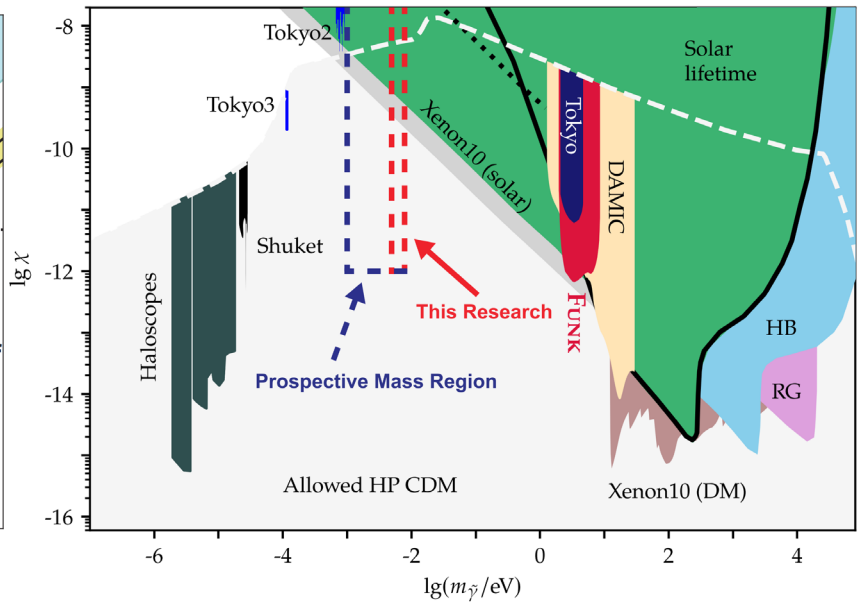 -8
-10
-12
-14
-16
lg χ
Tokyo2
Tokyo3
Solar
lifetime
Xenon10 (solar)
Tokyo
DAMIC
Haloscopes
Shuket
This Research
FUNK
Prospective Mass Region
HB
RG
Allowed HP CDM
Xenon10 (DM)
-6
-4
-2
0
2
4
lg(m_γ̃/eV)